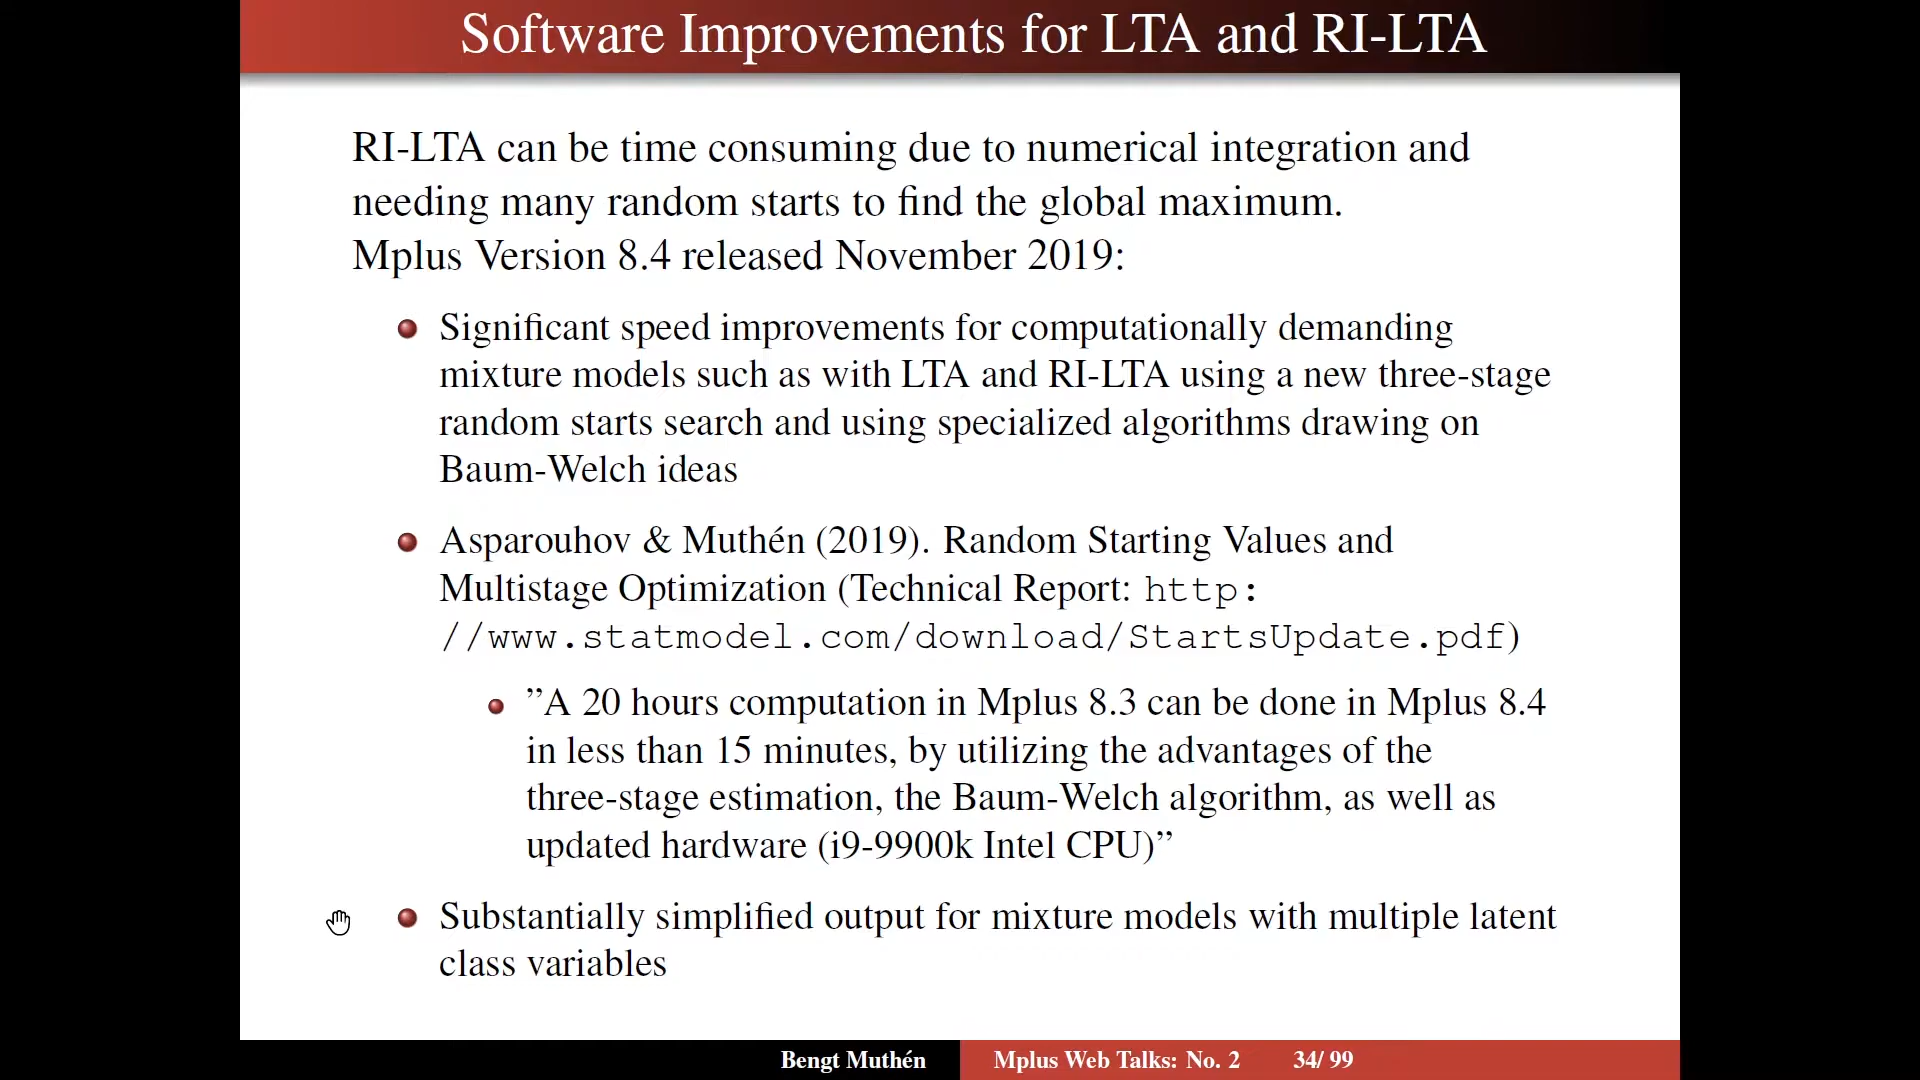 Software Improvements for LTA and RI-LTA
RI-LTA can be time consuming due to numerical integration and
needing many random starts to find the global maximum.
Mplus Version 8.4 released November 2019:
Significant speed improvements for computationally demanding
mixture models such as with LTA and RI-LTA using a new three-stage
random starts search and using specialized algorithms drawing on
Baum-Welch ideas
Asparouhov & Muthén (2019). Random Starting Values and
Multistage Optimization (Technical Report: http:
//www.statmodel.com/download/StartsUpdate.pdf)
”A 20 hours computation in Mplus 8.3 can be done in Mplus 8.4
in less than 15 minutes, by utilizing the advantages of the
three-stage estimation, the Baum-Welch algorithm, as well as
updated hardware (i9-9900k Intel CPU)”
Substantially simplified output for mixture models with multiple latent
class variables
Bengt Muthén Mplus Web Talks: No. 2 34/ 99